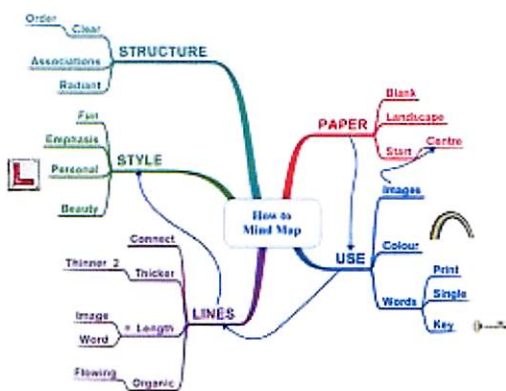 How to
Mind Map
PAPER
Blank
Landscape
Start
Centre
USE
Images
Colour
Words
Print
Single
Key
LINES
Connect
Thicker
Thinner 2
= Length
Image
Word
Organic
Flowing
STYLE
Fun
Emphasis
Personal
Beauty
L
STRUCTURE
Clear
Order
Associations
Radiant